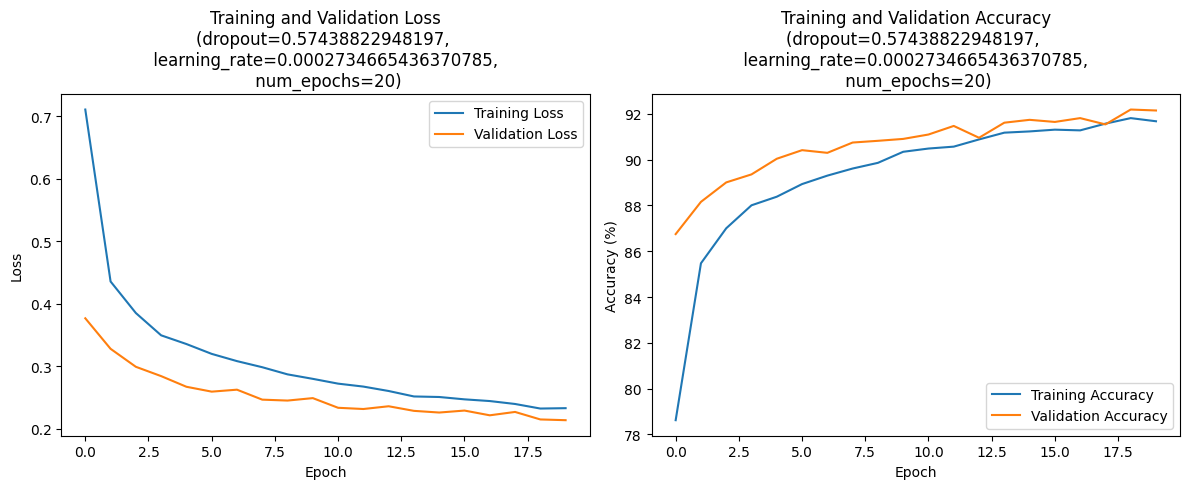 Training and Validation Loss
(dropout=0.57438822948197,
learning_rate=0.0002734665436370785,
num_epochs=20)
0.7
0.6
0.5
0.4
0.3
0.2
Loss
Training Loss
Validation Loss
0.0 2.5 5.0 7.5 10.0 12.5 15.0 17.5
Epoch
Training and Validation Accuracy
(dropout=0.57438822948197,
learning_rate=0.0002734665436370785,
num_epochs=20)
92
90
88
86
84
82
80
78
Accuracy (%)
Training Accuracy
Validation Accuracy
0.0 2.5 5.0 7.5 10.0 12.5 15.0 17.5
Epoch